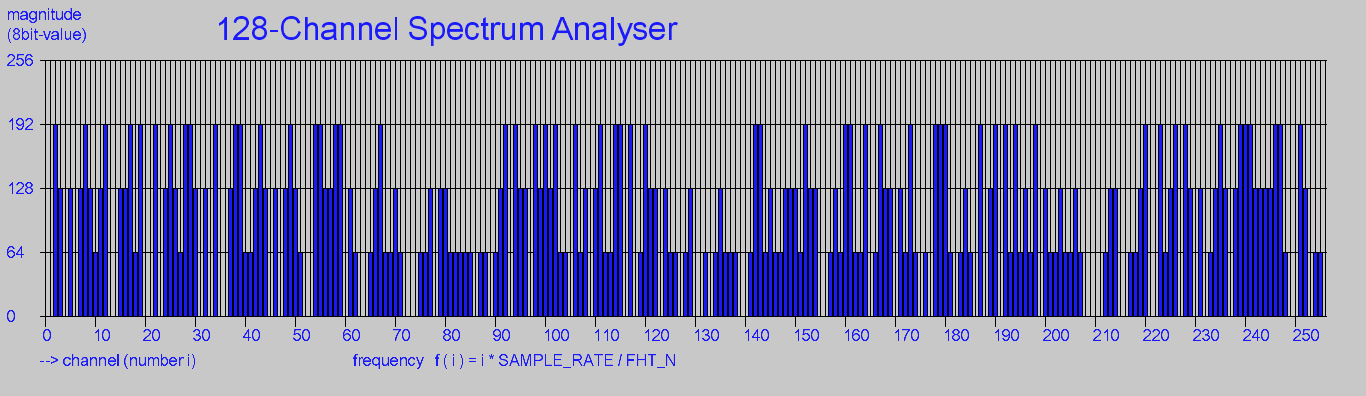 magnitude
(8bit-value)
128-Channel Spectrum Analyser
256
192
128
64
0
0 10 20 30 40 50 60 70 80 90 100 110 120 130 140 150 160 170 180 190 200 210 220 230 240 250
--> channel (number i)
frequency f ( i ) = i * SAMPLE_RATE / FHT_N